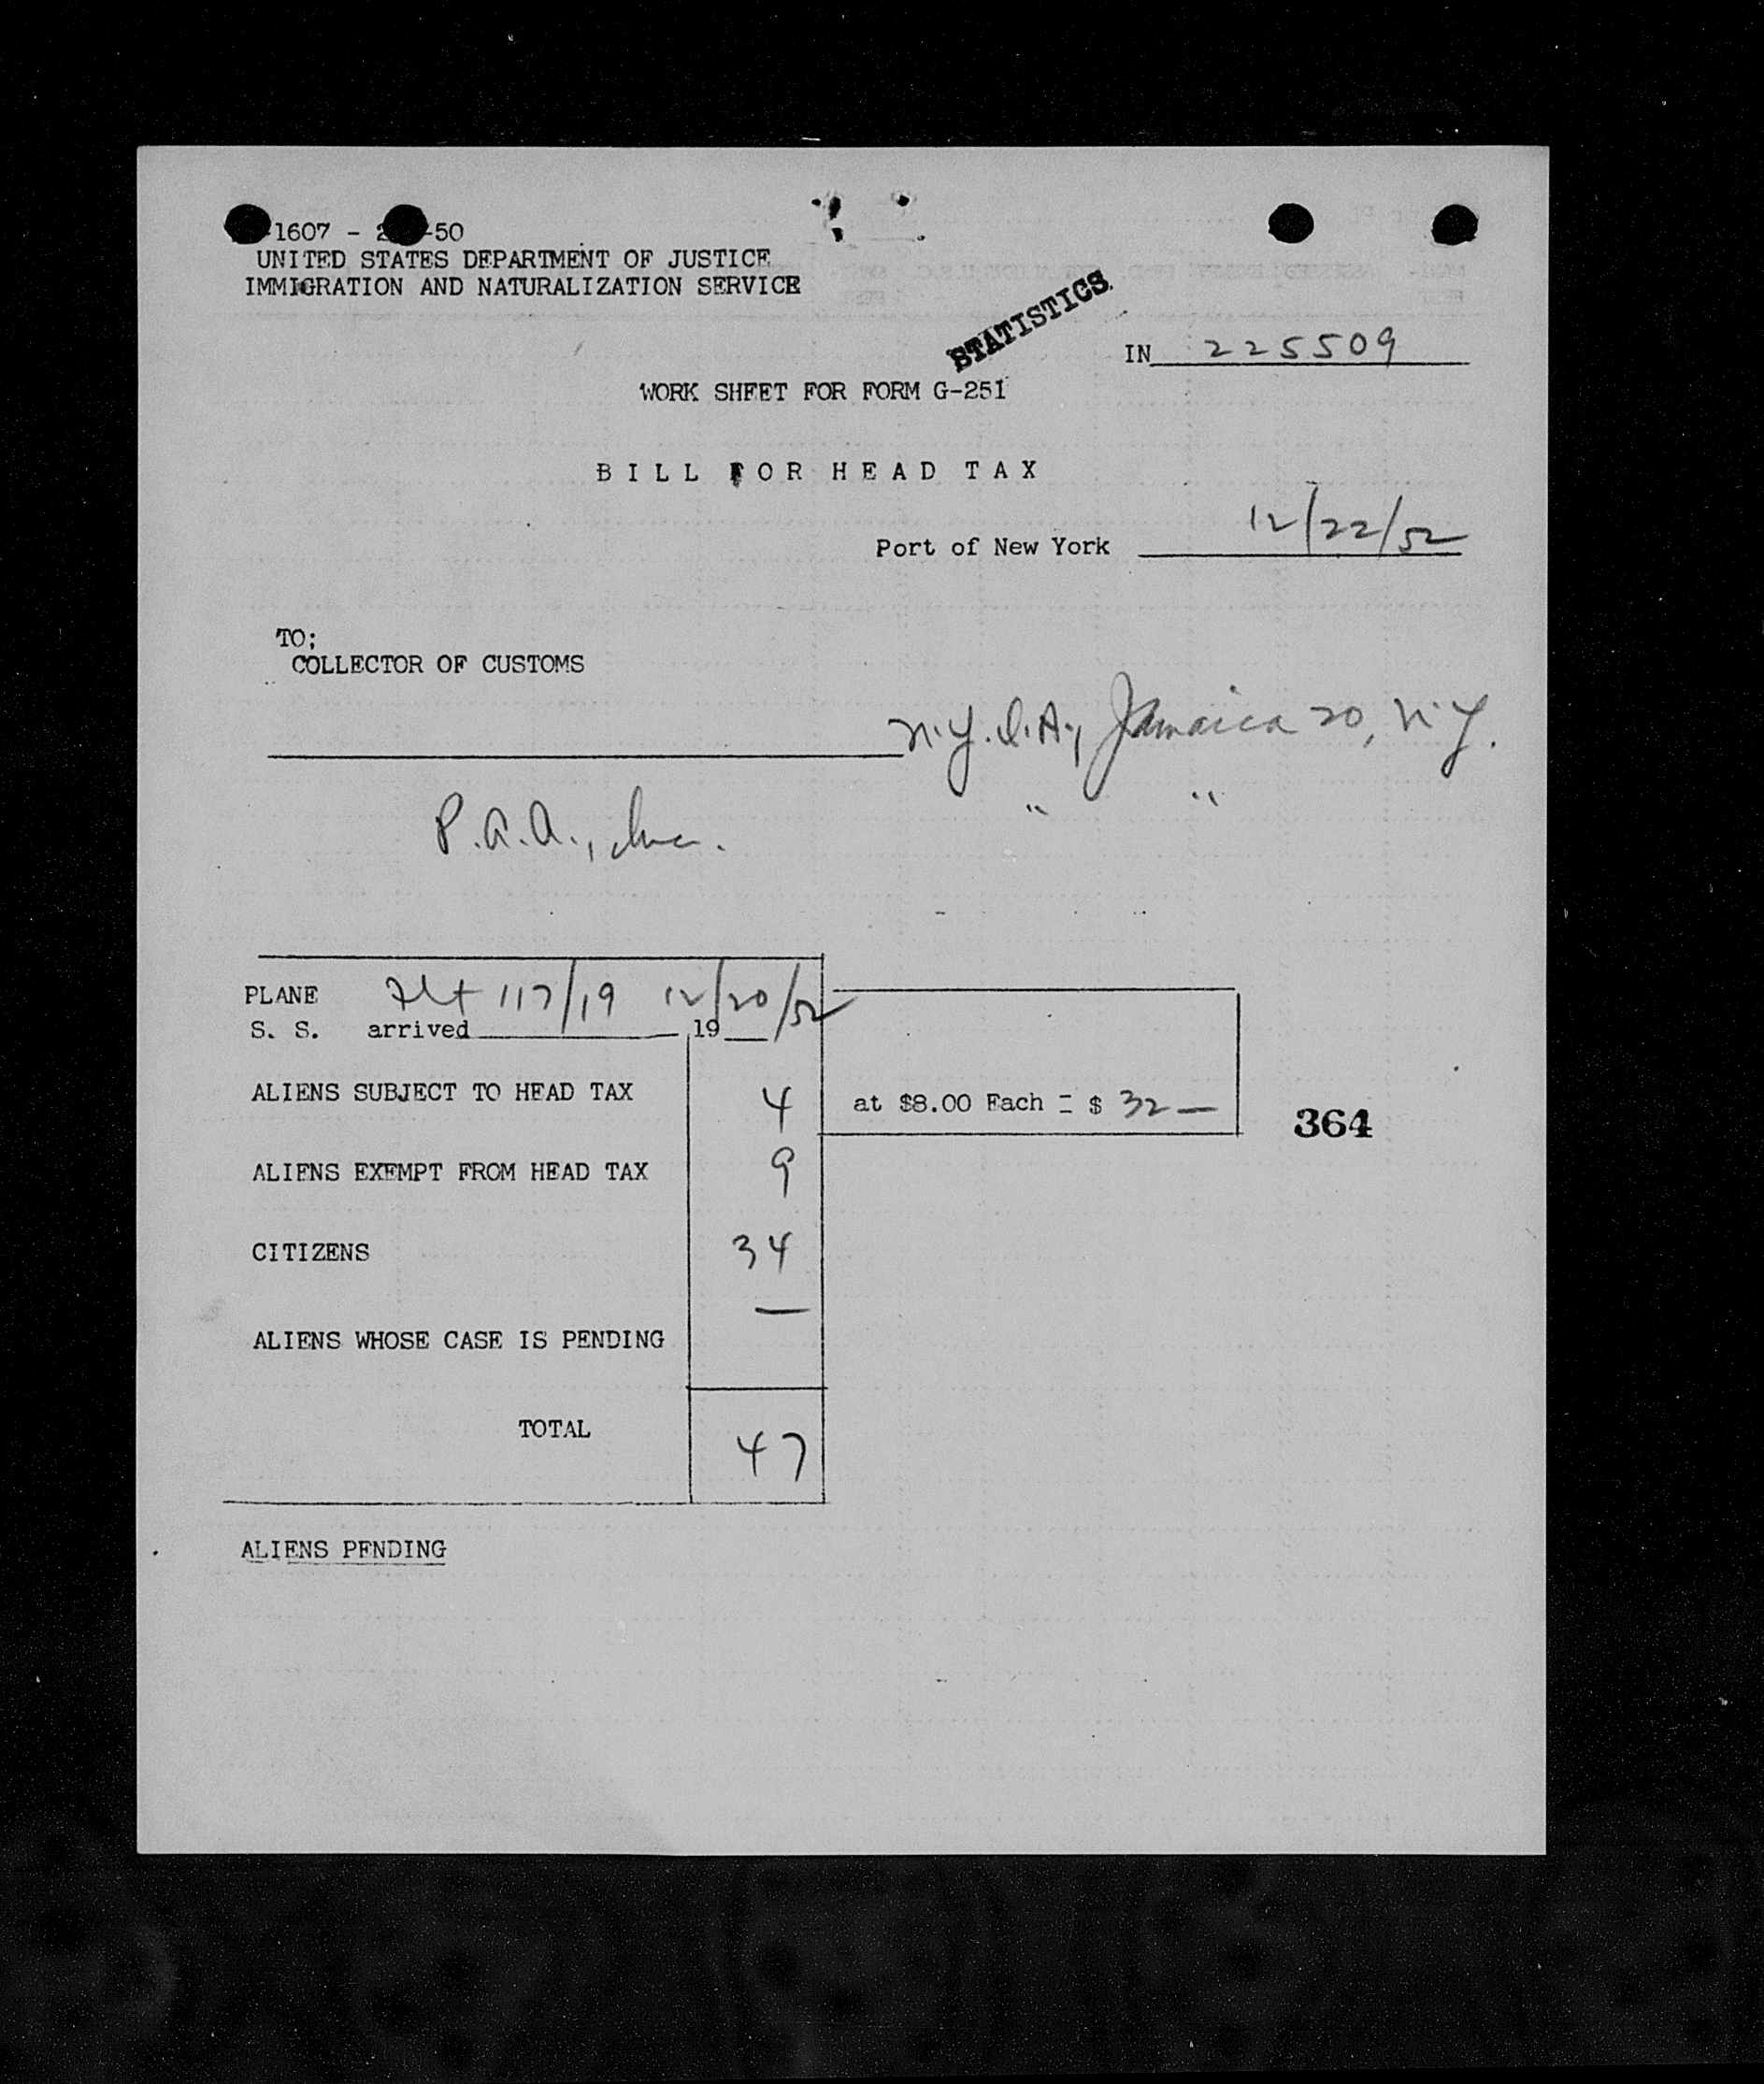 1607 - 2 -50
UNITED STATES DEPARTMENT OF JUSTICE
IMMIGRATION AND NATURALIZATION SERVICE
STATISTICS
IN 225509
WORK SHEET FOR FORM G-251
BILL FOR HEAD TAX
Port of New York 12/22/52
TO;
COLLECTOR OF CUSTOMS
N.Y.I.A., Jamaica 20, N.Y.
P.A.A., Inc. " "
PLANE Flt 117/19 12/20/52
S. S. arrived 19
ALIENS SUBJECT TO HEAD TAX 4 at $8.00 Each = $ 32 —
364
ALIENS EXEMPT FROM HEAD TAX 9
CITIZENS 34
ALIENS WHOSE CASE IS PENDING —
TOTAL 47
ALIENS PENDING